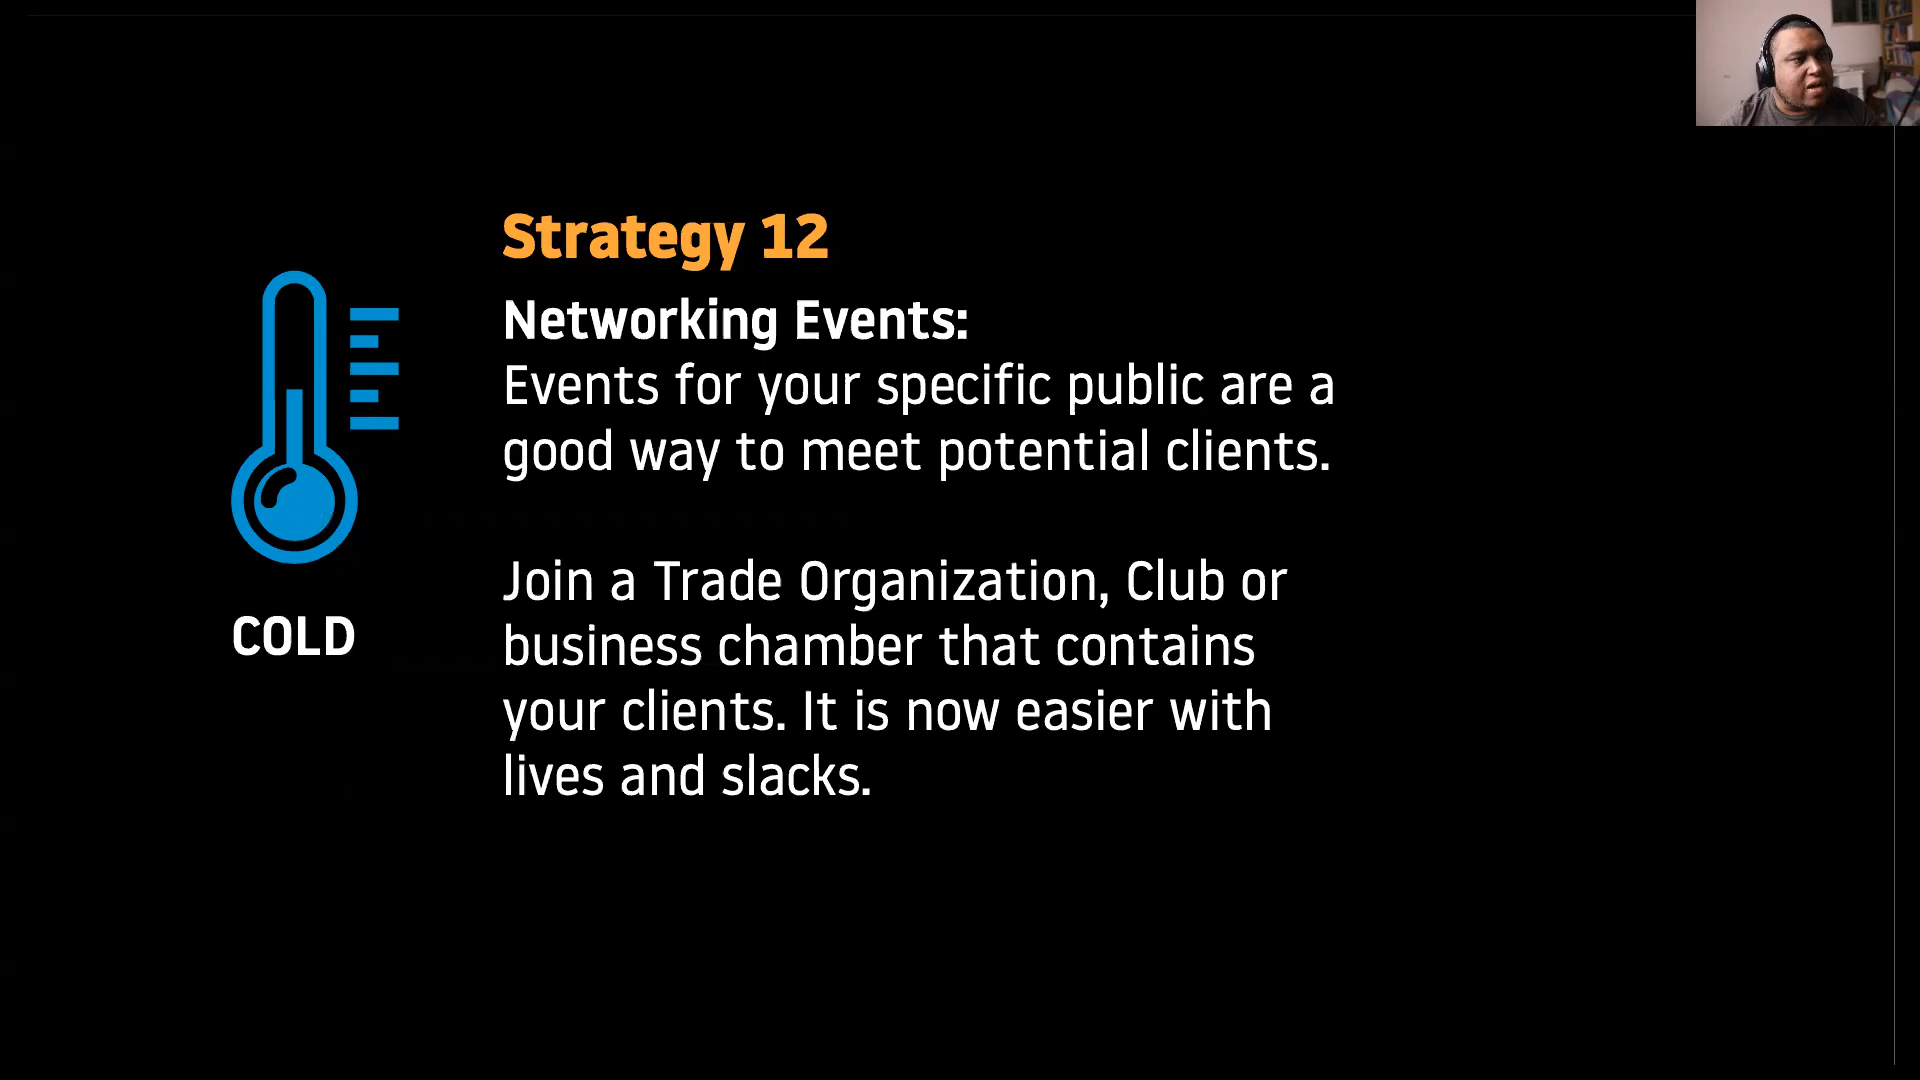 Strategy 12
Networking Events:
Events for your specific public are a
good way to meet potential clients.
Join a Trade Organization, Club or
business chamber that contains
your clients. It is now easier with
lives and slacks.
COLD